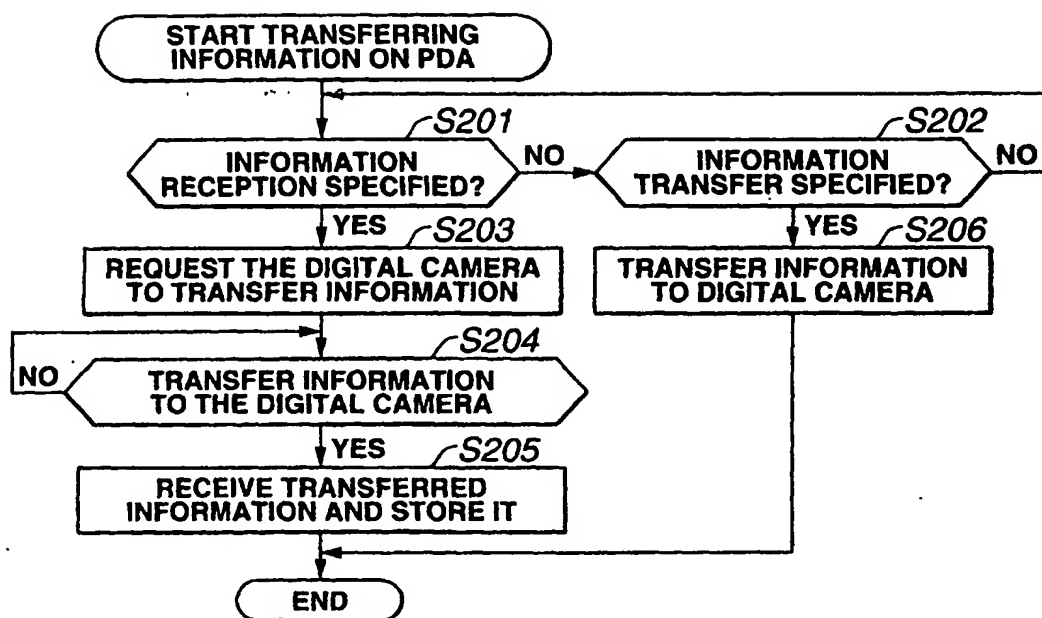 START TRANSFERRING
INFORMATION ON PDA
S201
INFORMATION
RECEPTION SPECIFIED?
NO
S202
INFORMATION
TRANSFER SPECIFIED?
NO
YES
S203
REQUEST THE DIGITAL CAMERA
TO TRANSFER INFORMATION
YES
S206
TRANSFER INFORMATION
TO DIGITAL CAMERA
S204
NO
TRANSFER INFORMATION
TO THE DIGITAL CAMERA
YES
S205
RECEIVE TRANSFERRED
INFORMATION AND STORE IT
END